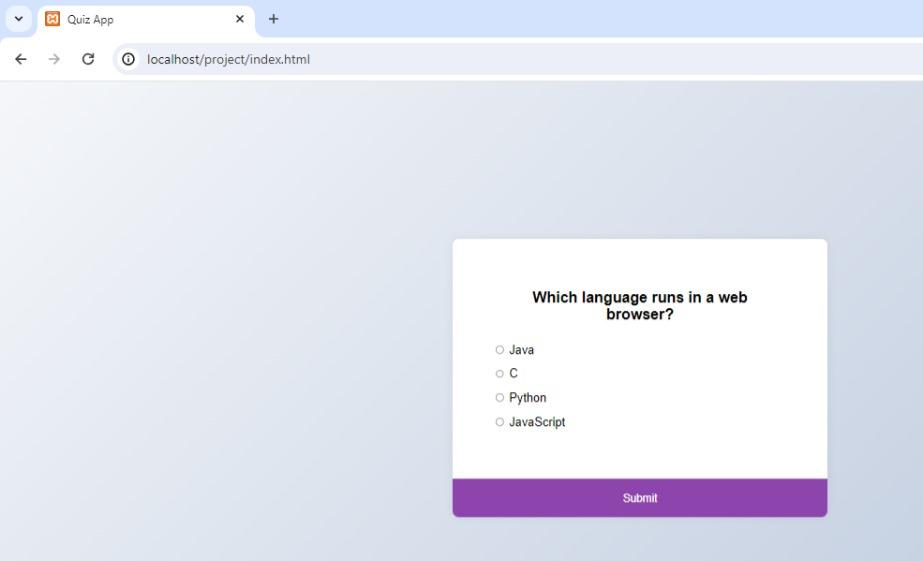 Quiz App
localhost/project/index.html
Which language runs in a web
browser?
Java
C
Python
JavaScript
Submit